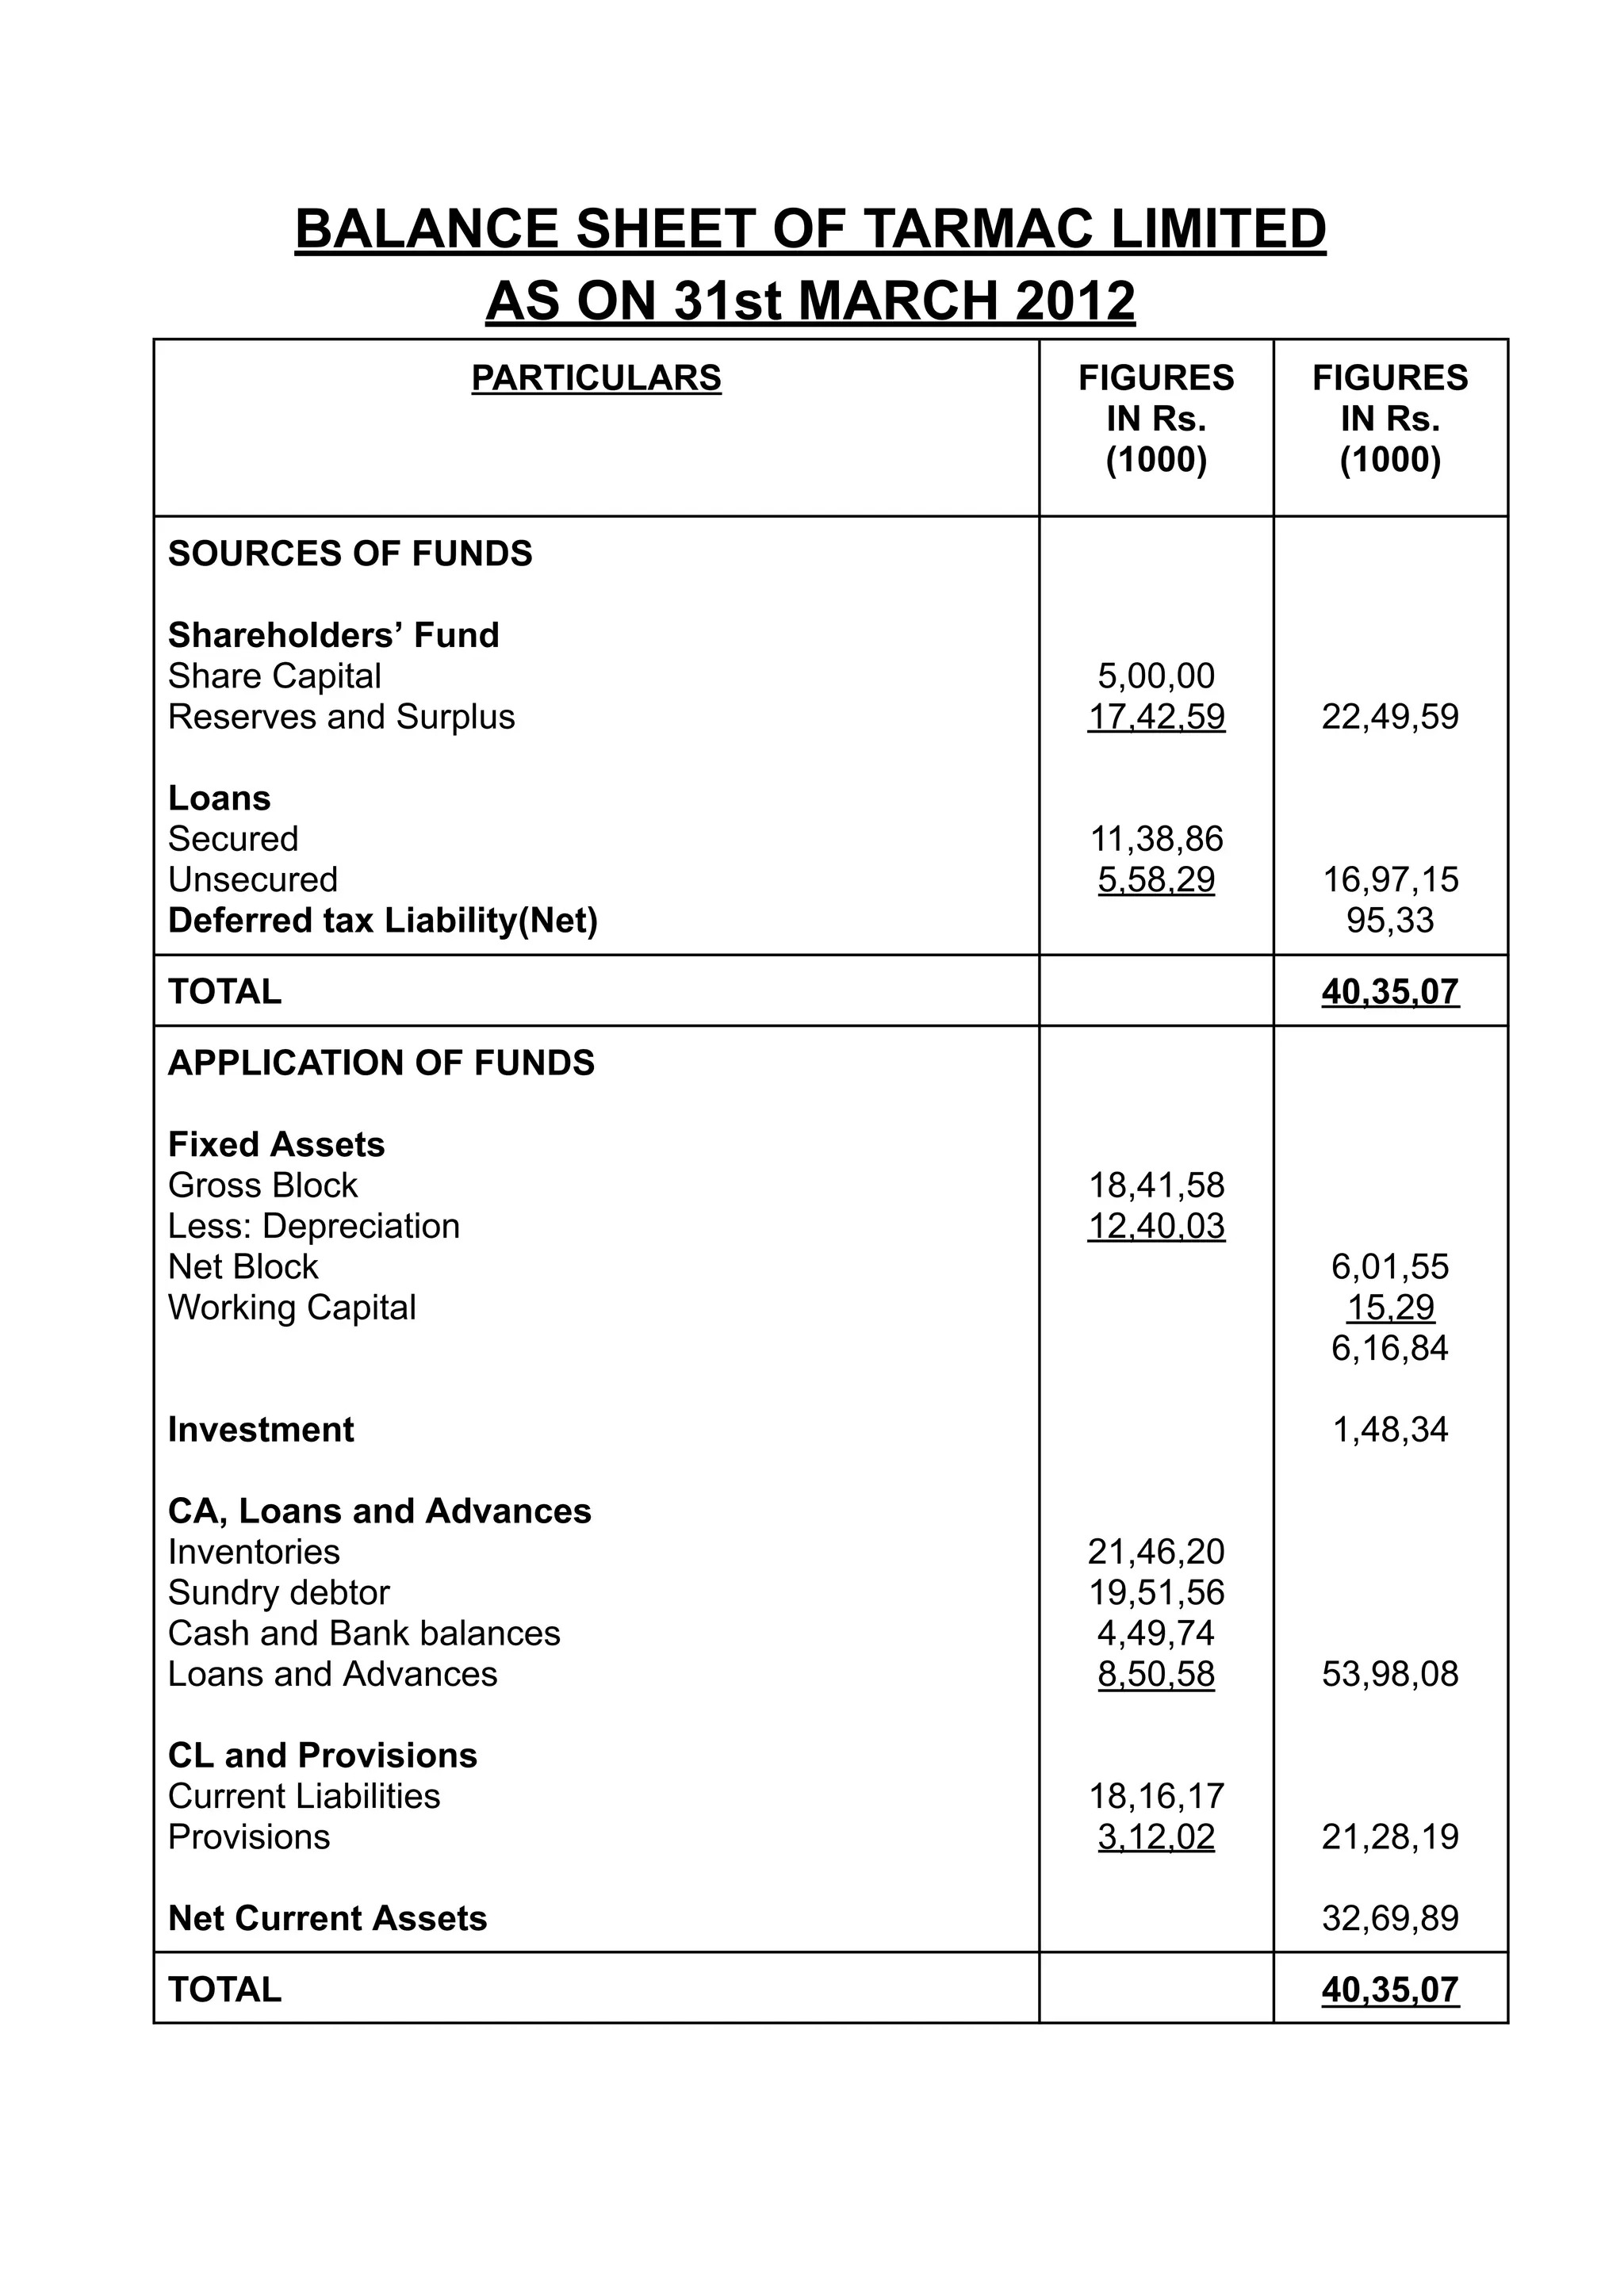 BALANCE SHEET OF TARMAC LIMITED
AS ON 31st MARCH 2012
PARTICULARS FIGURES IN Rs. (1000) FIGURES IN Rs. (1000)
SOURCES OF FUNDS
Shareholders’ Fund
Share Capital 5,00,00
Reserves and Surplus 17,42,59 22,49,59
Loans
Secured 11,38,86
Unsecured 5,58,29 16,97,15
Deferred tax Liability(Net) 95,33
TOTAL 40,35,07
APPLICATION OF FUNDS
Fixed Assets
Gross Block 18,41,58
Less: Depreciation 12,40,03
Net Block 6,01,55
Working Capital 15,29
6,16,84
Investment 1,48,34
CA, Loans and Advances
Inventories 21,46,20
Sundry debtor 19,51,56
Cash and Bank balances 4,49,74
Loans and Advances 8,50,58 53,98,08
CL and Provisions
Current Liabilities 18,16,17
Provisions 3,12,02 21,28,19
Net Current Assets 32,69,89
TOTAL 40,35,07